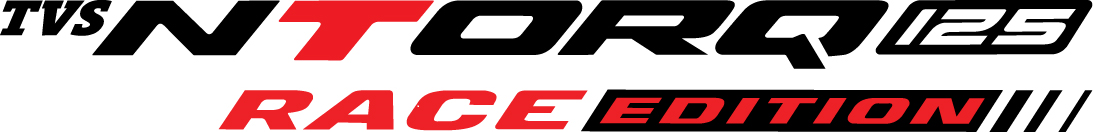 TVS NTORQ 125
RACE EDITION